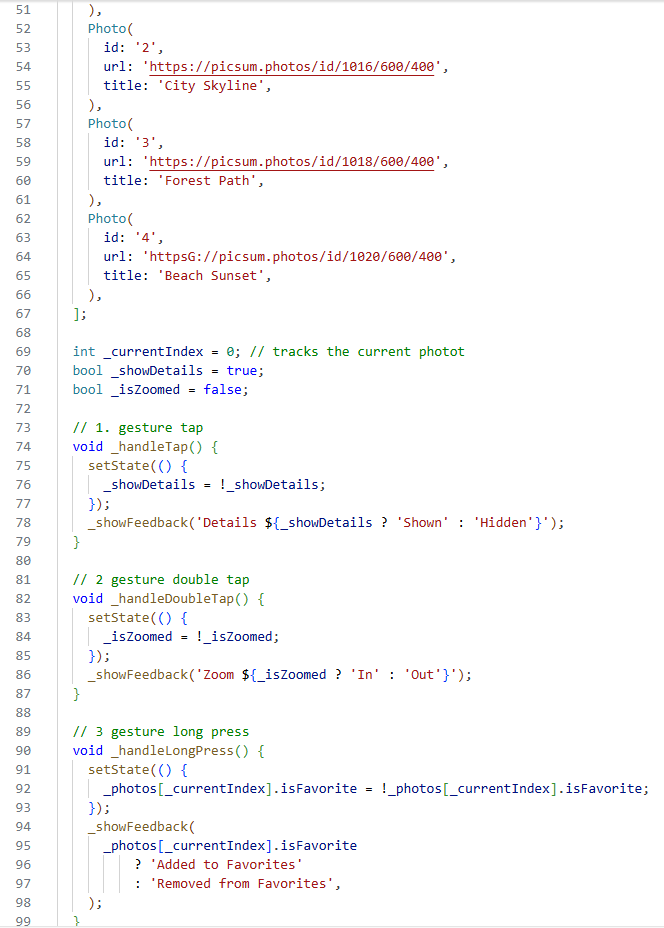 51 ),
52 Photo(
53 id: '2',
54 url: 'https://picsum.photos/id/1016/600/400',
55 title: 'City Skyline',
56 ),
57 Photo(
58 id: '3',
59 url: 'https://picsum.photos/id/1018/600/400',
60 title: 'Forest Path',
61 ),
62 Photo(
63 id: '4',
64 url: 'httpsG://picsum.photos/id/1020/600/400',
65 title: 'Beach Sunset',
66 ),
67 ];
68
69 int _currentIndex = 0; // tracks the current photot
70 bool _showDetails = true;
71 bool _isZoomed = false;
72
73 // 1. gesture tap
74 void _handleTap() {
75 setState(() {
76 _showDetails = !_showDetails;
77 });
78 _showFeedback('Details ${_showDetails ? 'Shown' : 'Hidden'}');
79 }
80
81 // 2 gesture double tap
82 void _handleDoubleTap() {
83 setState(() {
84 _isZoomed = !_isZoomed;
85 });
86 _showFeedback('Zoom ${_isZoomed ? 'In' : 'Out'}');
87 }
88
89 // 3 gesture long press
90 void _handleLongPress() {
91 setState(() {
92 _photos[_currentIndex].isFavorite = !_photos[_currentIndex].isFavorite;
93 });
94 _showFeedback(
95 _photos[_currentIndex].isFavorite
96 ? 'Added to Favorites'
97 : 'Removed from Favorites',
98 );
99 }